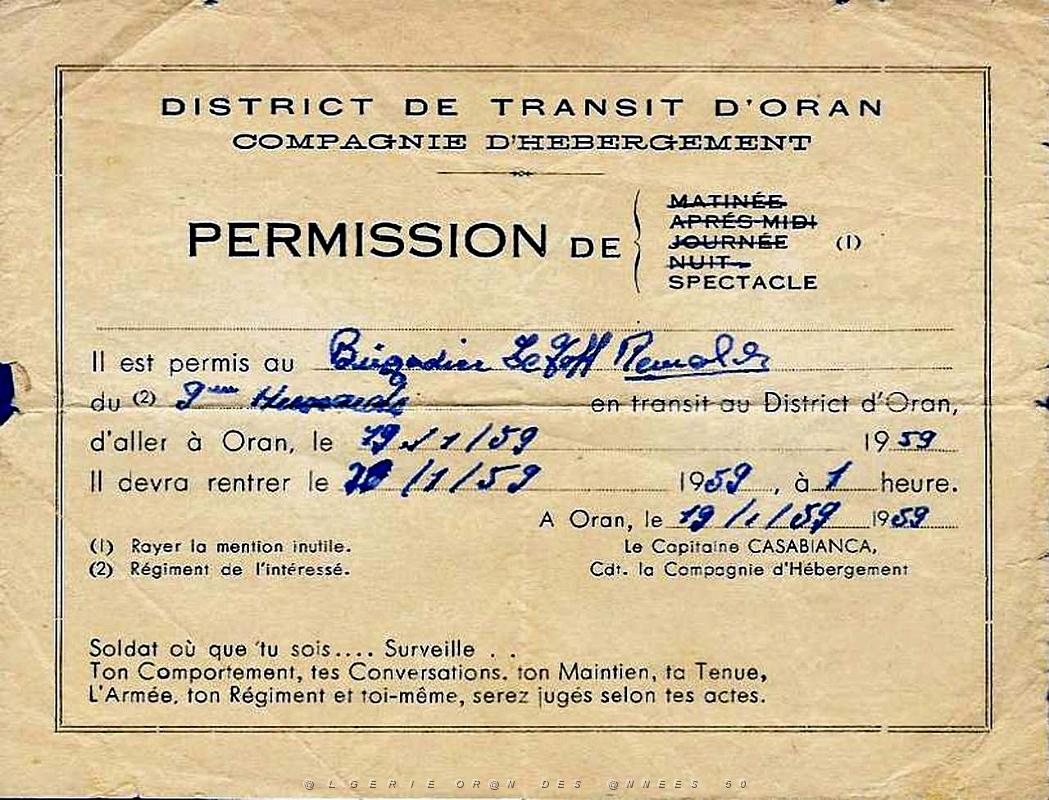 DISTRICT DE TRANSIT D'ORAN
COMPAGNIE D'HEBERGEMENT
PERMISSION DE
MATINÉE
APRÉS-MIDI
JOURNÉE (1)
NUIT
SPECTACLE
Il est permis au Brigadier
du (2) 9eme Hussards en transit au District d'Oran,
d'aller à Oran, le 19/1/59 1959
Il devra rentrer le 20/1/59 1959, à 1 heure.
A Oran, le 19/1/59 1959
(1) Rayer la mention inutile.
(2) Régiment de l'intéressé.
Le Capitaine CASABIANCA,
Cdt. la Compagnie d'Hébergement
Soldat où que tu sois.... Surveille . .
Ton Comportement, tes Conversations, ton Maintien, ta Tenue,
L'Armée, ton Régiment et toi-même, serez jugés selon tes actes.
@LGERIE OR@N DES @NNEES 50